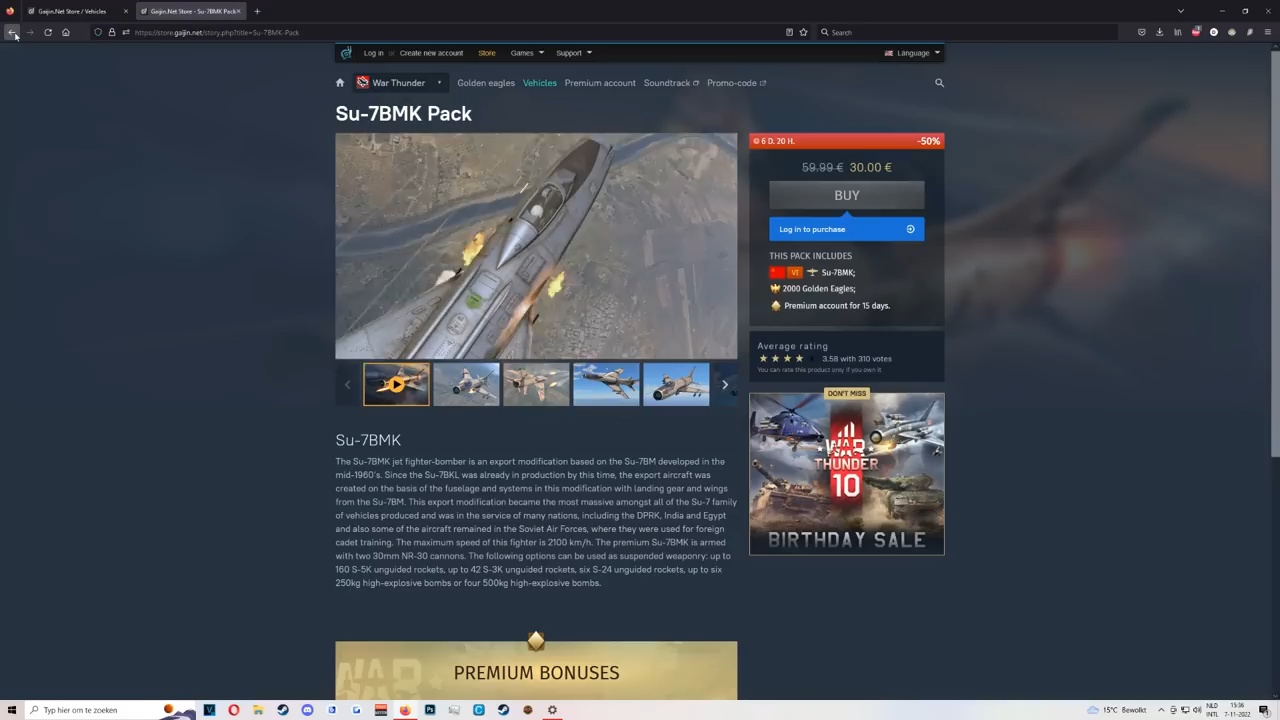 Gaijin.Net Store / Vehicles
Gaijin.Net Store - Su-7BMK Pack
https://store.gaijin.net/story.php?title=Su-7BMK-Pack
Search
Log in or Create new account
Store
Games
Support
Language
War Thunder
Golden eagles
Vehicles
Premium account
Soundtrack
Promo-code
Su-7BMK Pack
6 D. 20 H.
-50%
59.99 € 30.00 €
BUY
Log in to purchase
THIS PACK INCLUDES
VI Su-7BMK;
2000 Golden Eagles;
Premium account for 15 days.
Average rating
3.58 with 310 votes
You can rate this product only if you own it
DON'T MISS
WAR
THUNDER
10
BIRTHDAY SALE
Su-7BMK
The Su-7BMK jet fighter-bomber is an export modification based on the Su-7BM developed in the
mid-1960's. Since the Su-7BKL was already in production by this time, the export aircraft was
created on the basis of the fuselage and systems in this modification with landing gear and wings
from the Su-7BM. This export modification became the most massive amongst all of the Su-7 family
of vehicles produced and was in the service of many nations, including the DPRK, India and Egypt
and also some of the aircraft remained in the Soviet Air Forces, where they were used for foreign
cadet training. The maximum speed of this fighter is 2100 km/h. The premium Su-7BMK is armed
with two 30mm NR-30 cannons. The following options can be used as suspended weaponry: up to
160 S-5K unguided rockets, up to 42 S-3K unguided rockets, six S-24 unguided rockets, up to six
250kg high-explosive bombs or four 500kg high-explosive bombs.
WAR
PREMIUM BONUSES
Typ hier om te zoeken
15°C Bewolkt
NLD
INTL
15:36
7-11-2022